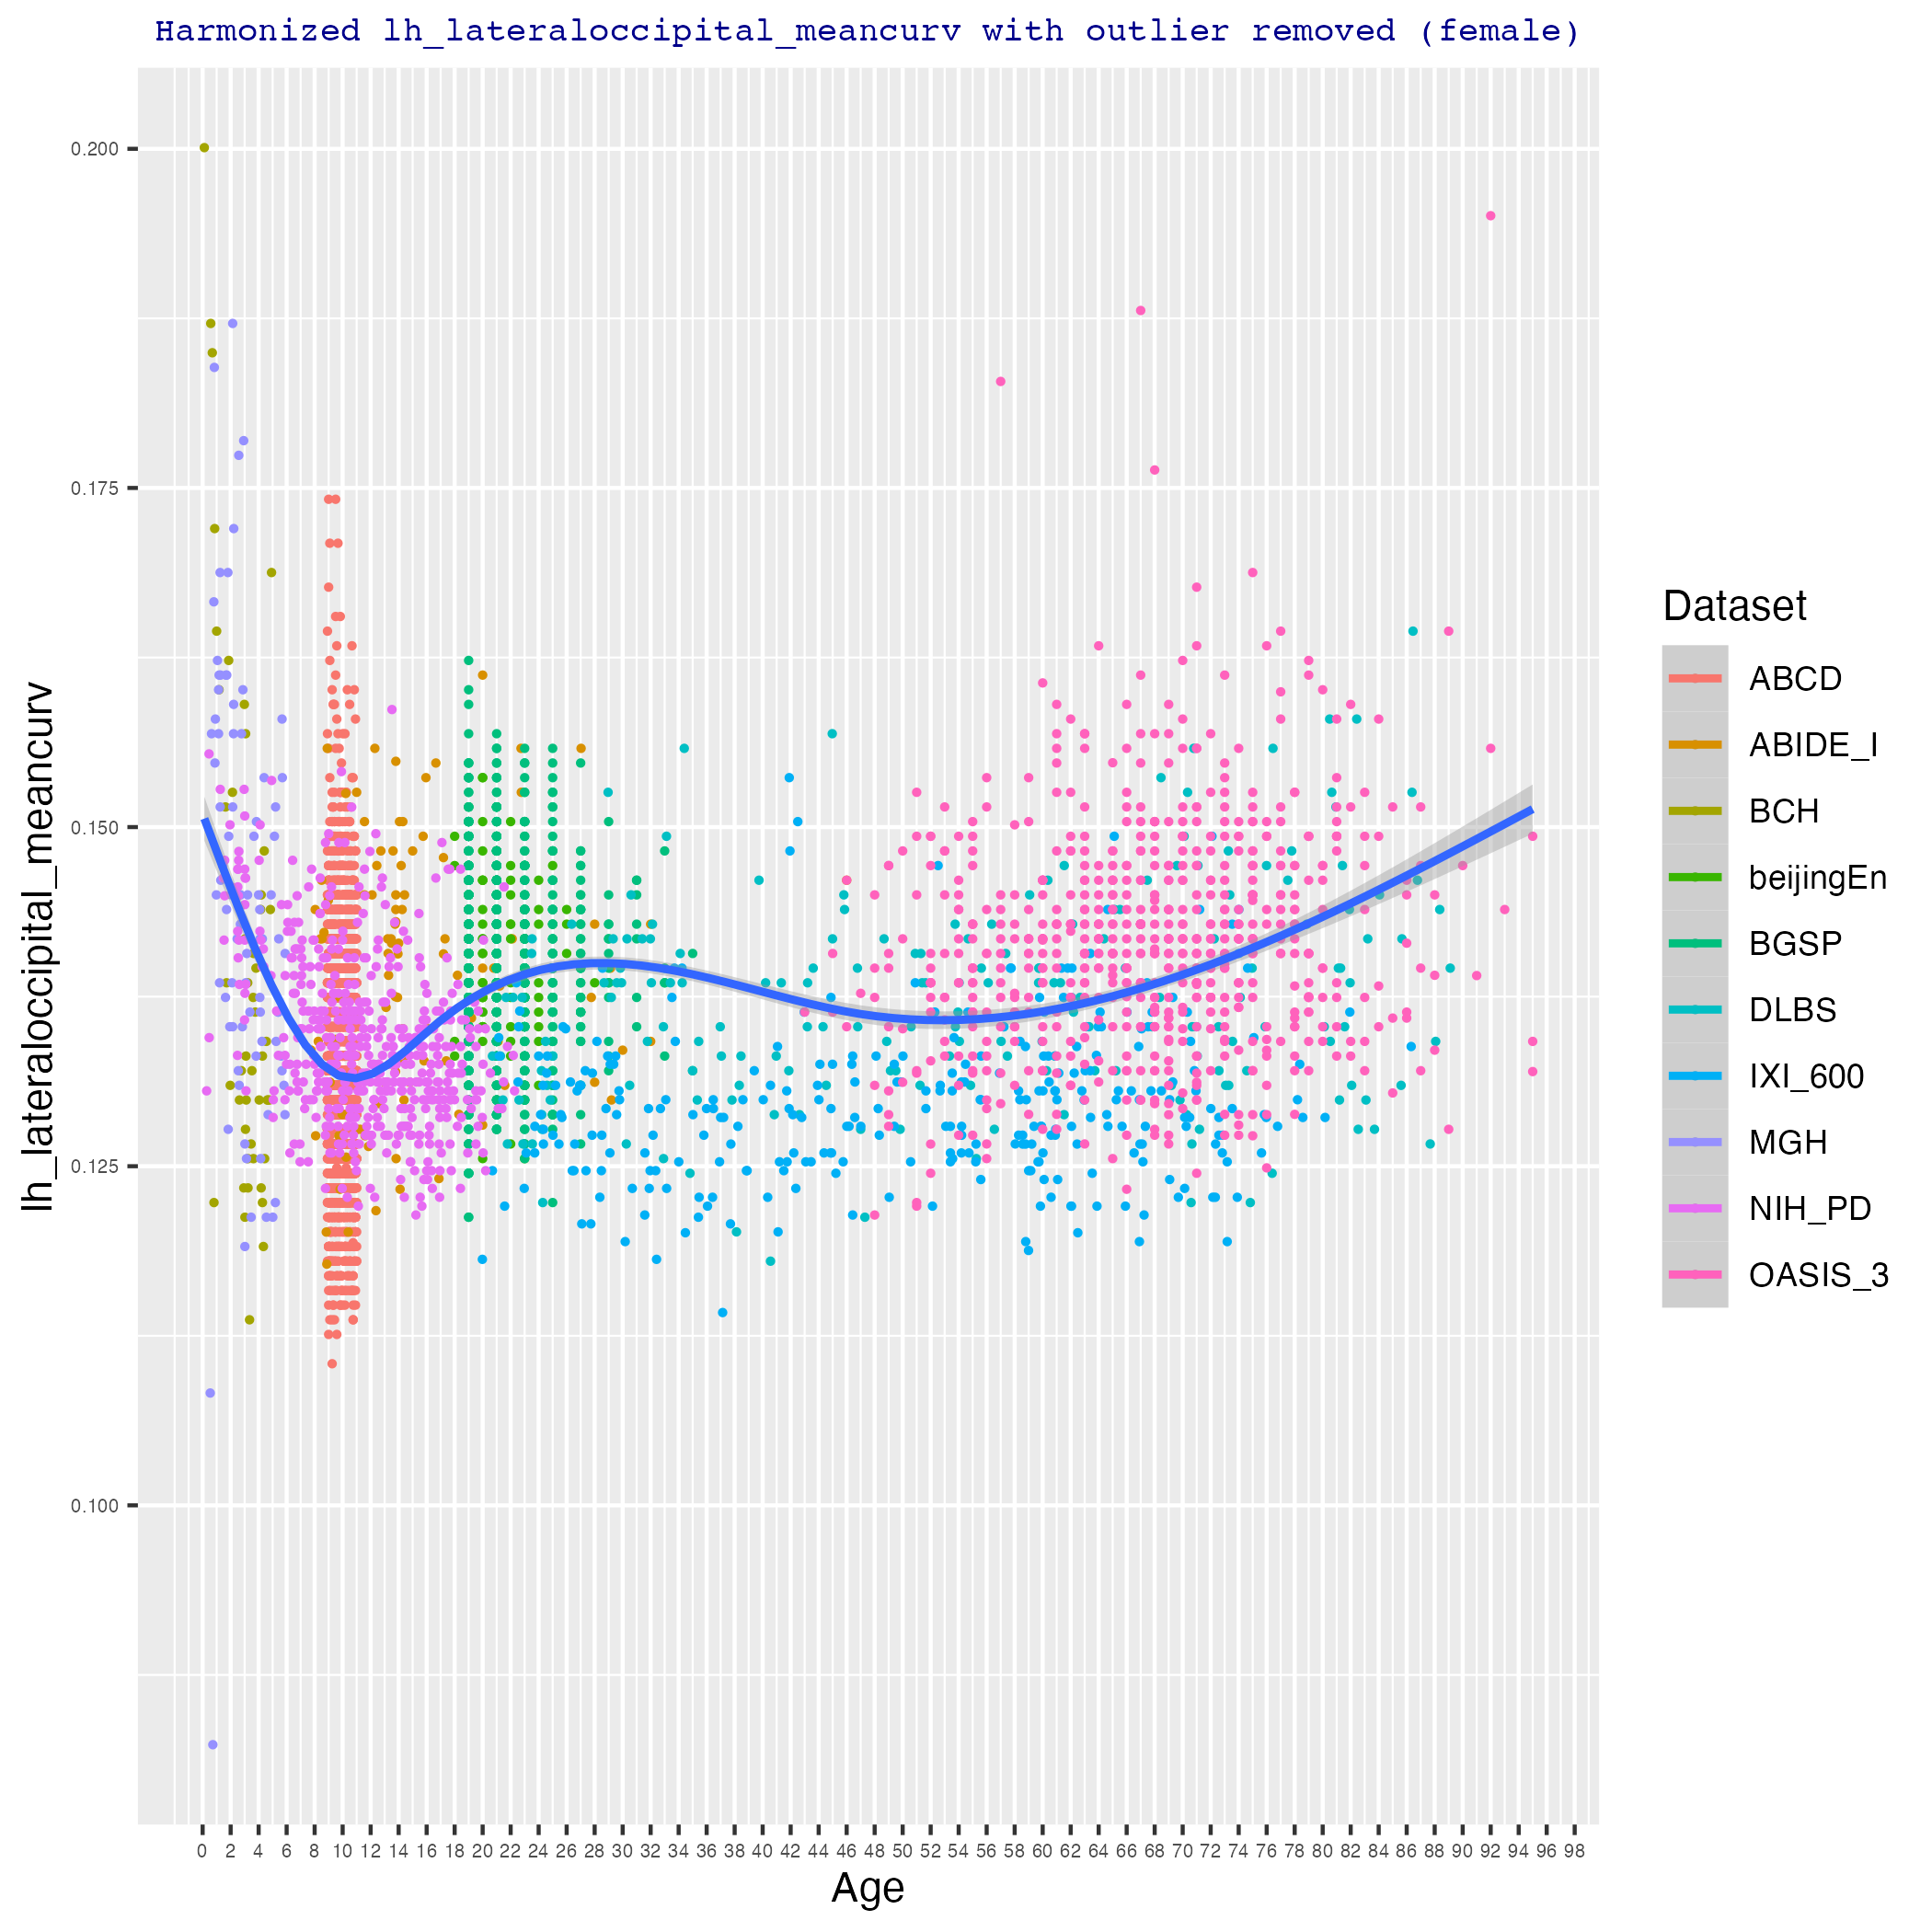 Harmonized lh_lateraloccipital_meancurv with outlier removed (female)
lh_lateraloccipital_meancurv
0.200
0.175
0.150
0.125
0.100
0 2 4 6 8 10 12 14 16 18 20 22 24 26 28 30 32 34 36 38 40 42 44 46 48 50 52 54 56 58 60 62 64 66 68 70 72 74 76 78 80 82 84 86 88 90 92 94 96 98
Age
Dataset
ABCD
ABIDE_I
BCH
beijingEn
BGSP
DLBS
IXI_600
MGH
NIH_PD
OASIS_3